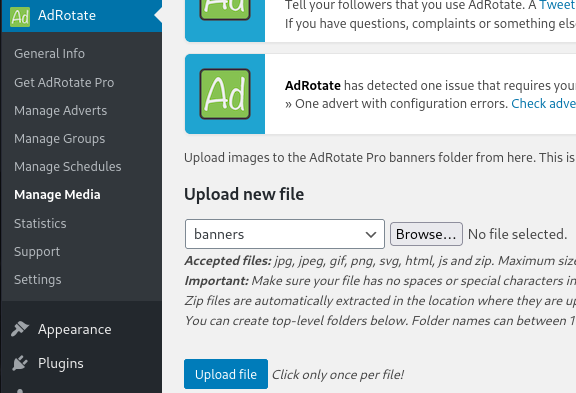 AdRotate
General Info
Get AdRotate Pro
Manage Adverts
Manage Groups
Manage Schedules
Manage Media
Statistics
Support
Settings
Appearance
Plugins
Ad
Tell your followers that you use AdRotate. A Tweet
If you have questions, complaints or something else
Ad
AdRotate has detected one issue that requires your
» One advert with configuration errors. Check adve
Upload images to the AdRotate Pro banners folder from here. This is
Upload new file
banners
Browse... No file selected.
Accepted files: jpg, jpeg, gif, png, svg, html, js and zip. Maximum size
Important: Make sure your file has no spaces or special characters in
Zip files are automatically extracted in the location where they are up
You can create top-level folders below. Folder names can between 1
Upload file Click only once per file!